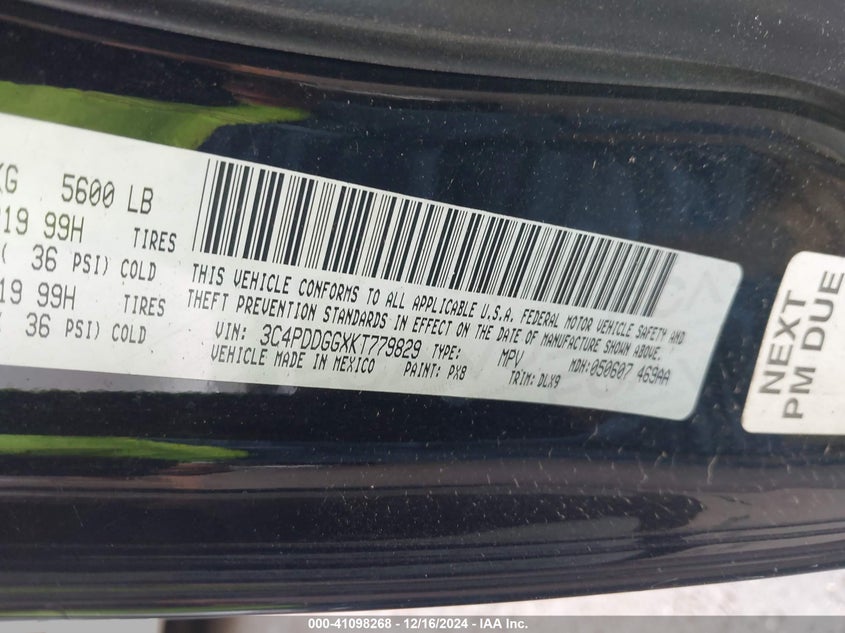 KG 5600 LB
R19 99H TIRES
( 36 PSI) COLD
R19 99H TIRES
( 36 PSI) COLD
THIS VEHICLE CONFORMS TO ALL APPLICABLE U.S.A. FEDERAL MOTOR VEHICLE SAFETY AND
THEFT PREVENTION STANDARDS IN EFFECT ON THE DATE OF MANUFACTURE SHOWN ABOVE.
VIN: 3C4PDDGGXKT779829 TYPE: MPV MDH:050607 469AA
VEHICLE MADE IN MEXICO PAINT: PX8 TRIM: DLX9
NEXT
PM DUE
000-41098268 - 12/16/2024 - IAA Inc.